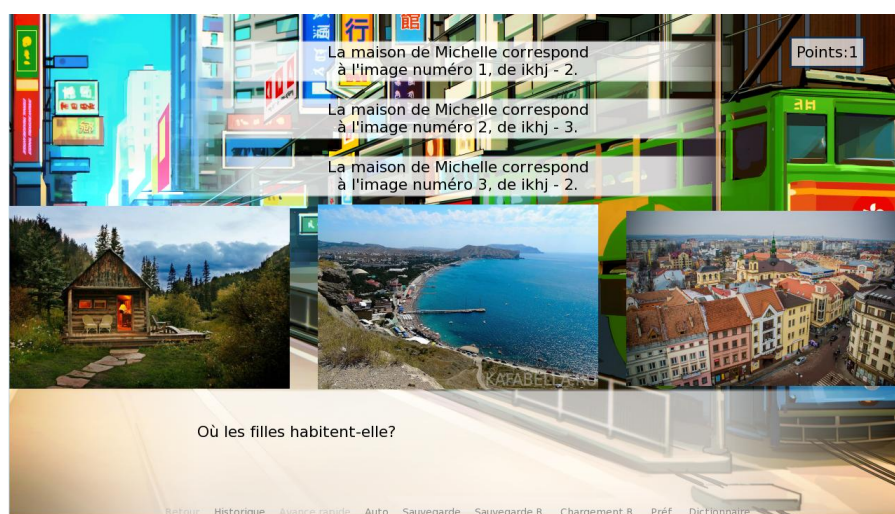 行
館
La maison de Michelle correspond
à l'image numéro 1, de ikhj - 2.
Points:1
La maison de Michelle correspond
à l'image numéro 2, de ikhj - 3.
La maison de Michelle correspond
à l'image numéro 3, de ikhj - 2.
KAFABELLA.RU
Où les filles habitent-elle?
Retour Historique Avance rapide Auto Sauvegarde Sauvegarde R. Chargement R. Préf. Dictionnaire